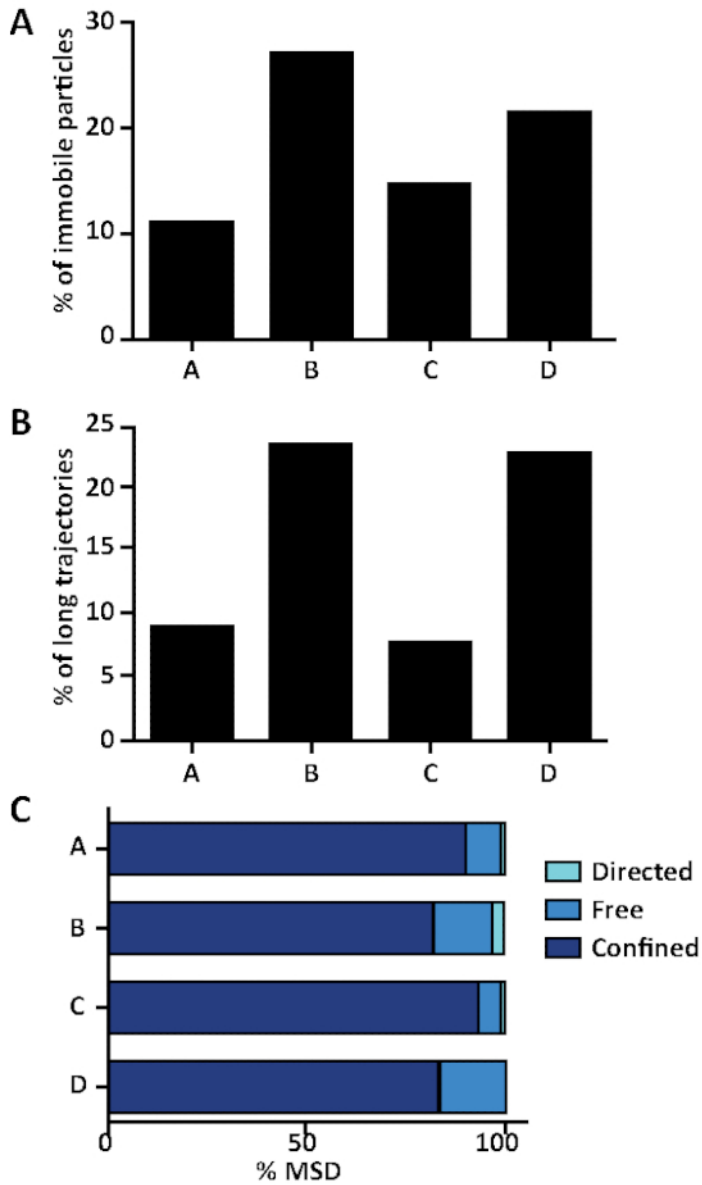 A
% of immobile particles
30
20
10
0
A B C D
B
% of long trajectories
25
20
15
10
5
0
A B C D
C
A
B
C
D
Directed
Free
Confined
0 50 100
% MSD